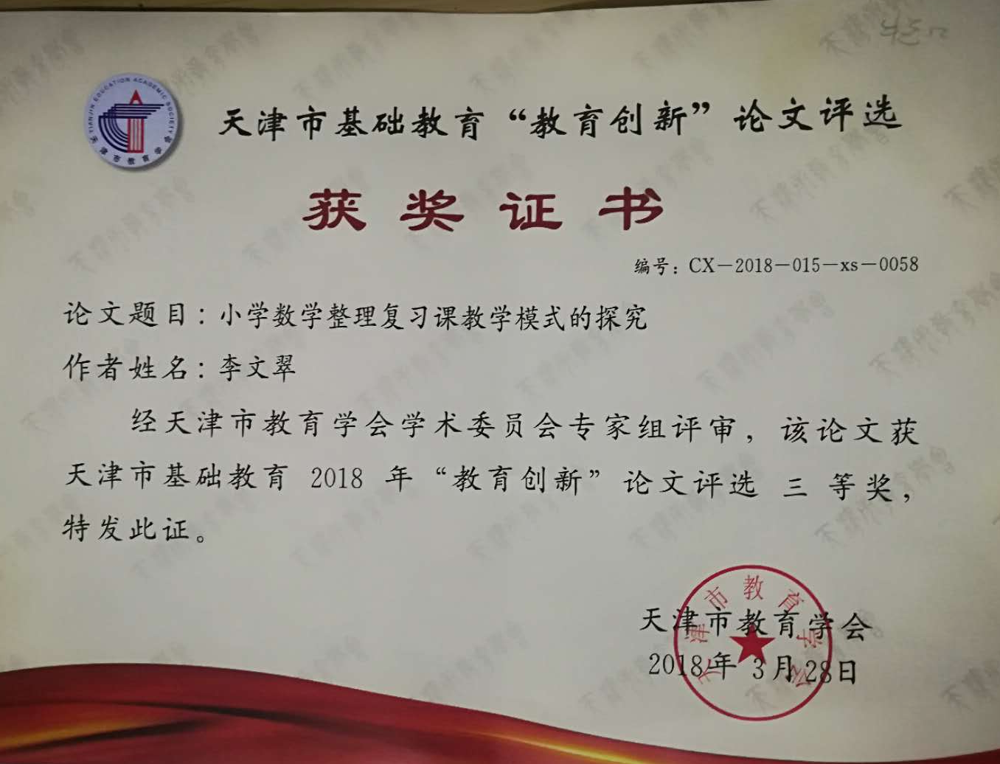 TIANJIN EDUCATION ACADEMIC SOCIETY
天津市教育学会
天津市基础教育“教育创新”论文评选
获奖证书
编号：CX－2018－015－xs－0058
论文题目：小学数学整理复习课教学模式的探究
作者姓名：李文翠
经天津市教育学会学术委员会专家组评审，该论文获
天津市基础教育 2018 年“教育创新”论文评选 三 等奖，
特发此证。
天津市教育学会
天津市教育学会
2018年 3月28日